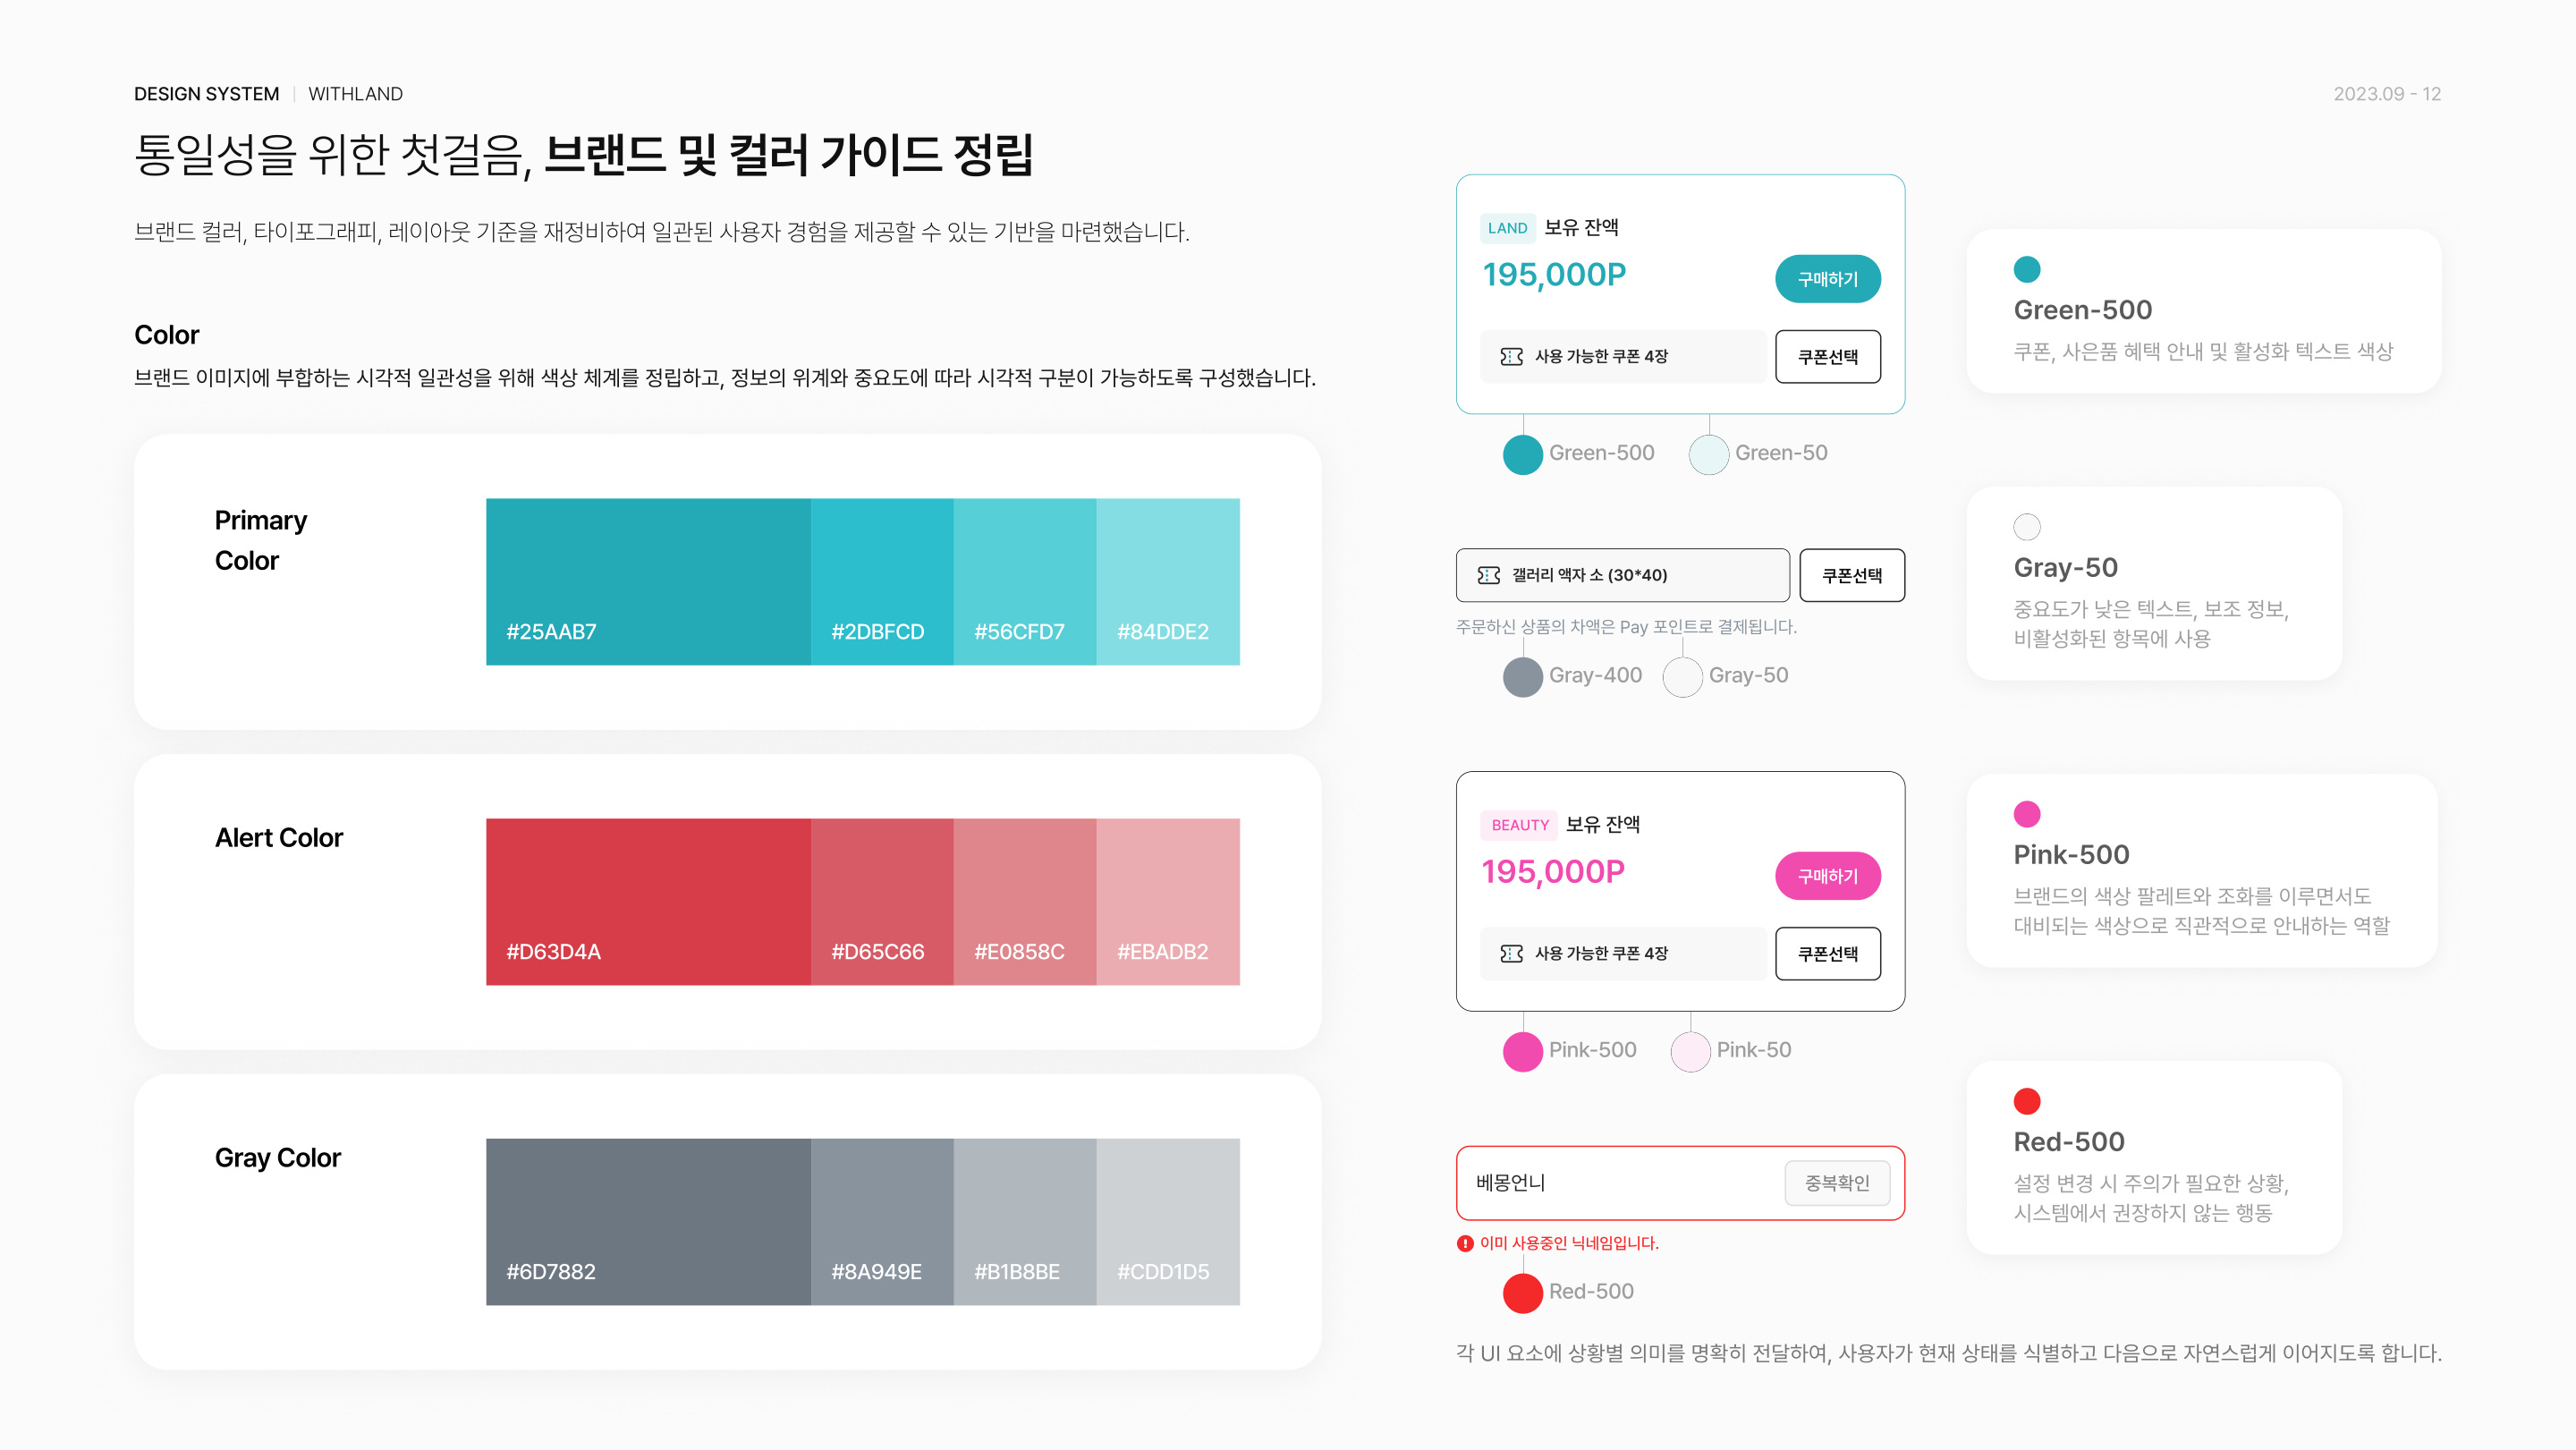 DESIGN SYSTEM | WITHLAND
2023.09 - 12
통일성을 위한 첫걸음, 브랜드 및 컬러 가이드 정립
브랜드 컬러, 타이포그래피, 레이아웃 기준을 재정비하여 일관된 사용자 경험을 제공할 수 있는 기반을 마련했습니다.
Color
브랜드 이미지에 부합하는 시각적 일관성을 위해 색상 체계를 정립하고, 정보의 위계와 중요도에 따라 시각적 구분이 가능하도록 구성했습니다.
Primary
Color
#25AAB7
#2DBFCD
#56CFD7
#84DDE2
Alert Color
#D63D4A
#D65C66
#E0858C
#EBADB2
Gray Color
#6D7882
#8A949E
#B1B8BE
#CDD1D5
LAND 보유 잔액
195,000P
구매하기
사용 가능한 쿠폰 4장
쿠폰선택
Green-500
Green-50
Green-500
쿠폰, 사은품 혜택 안내 및 활성화 텍스트 색상
갤러리 액자 소 (30*40)
쿠폰선택
주문하신 상품의 차액은 Pay 포인트로 결제됩니다.
Gray-400
Gray-50
Gray-50
중요도가 낮은 텍스트, 보조 정보,
비활성화된 항목에 사용
BEAUTY 보유 잔액
195,000P
구매하기
사용 가능한 쿠폰 4장
쿠폰선택
Pink-500
Pink-50
Pink-500
브랜드의 색상 팔레트와 조화를 이루면서도
대비되는 색상으로 직관적으로 안내하는 역할
베몽언니
중복확인
이미 사용중인 닉네임입니다.
Red-500
Red-500
설정 변경 시 주의가 필요한 상황,
시스템에서 권장하지 않는 행동
각 UI 요소에 상황별 의미를 명확히 전달하여, 사용자가 현재 상태를 식별하고 다음으로 자연스럽게 이어지도록 합니다.